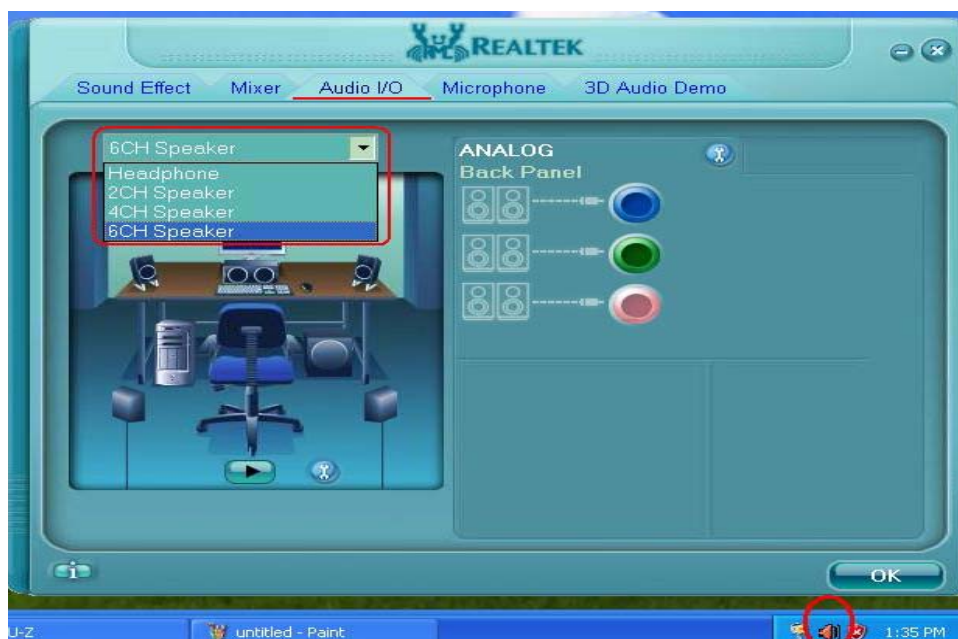 REALTEK
Sound Effect Mixer Audio I/O Microphone 3D Audio Demo
6CH Speaker
Headphone
2CH Speaker
4CH Speaker
6CH Speaker
ANALOG
Back Panel
OK
U-Z untitled - Paint 1:35 PM